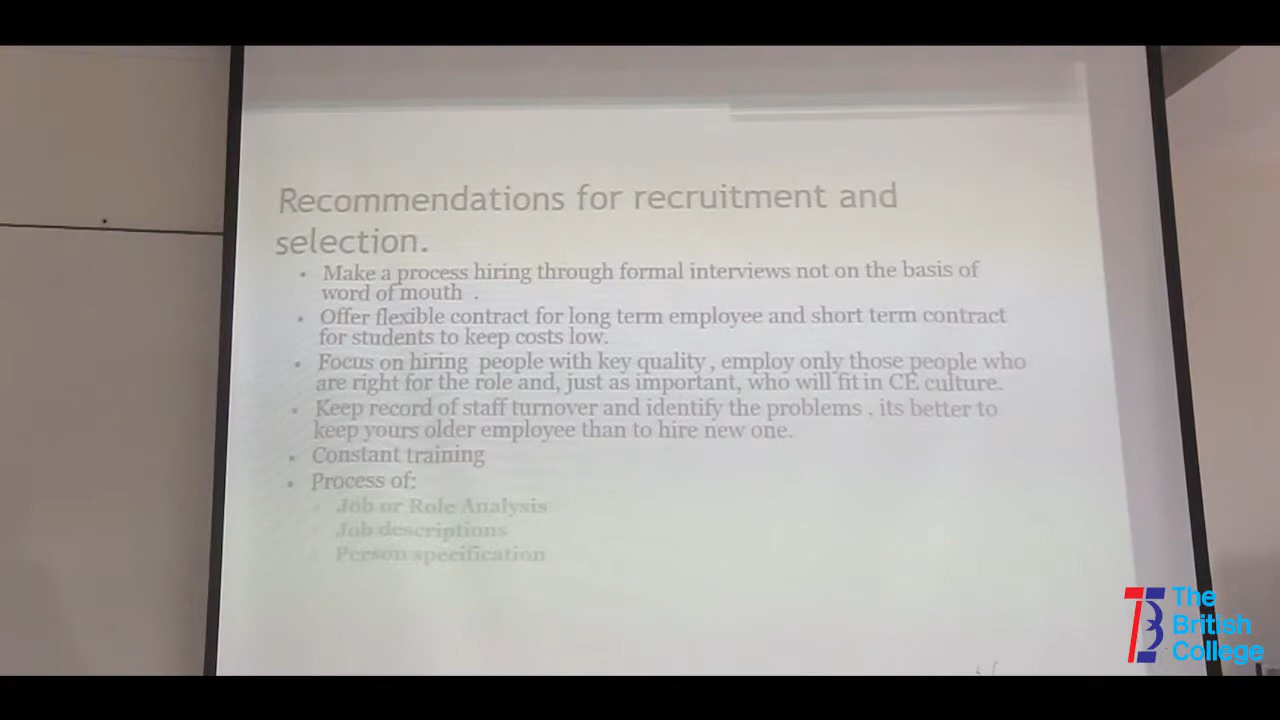 Recommendations for recruitment and
selection.
• Make a process hiring through formal interviews not on the basis of
word of mouth .
• Offer flexible contract for long term employee and short term contract
for students to keep costs low.
• Focus on hiring people with key quality , employ only those people who
are right for the role and, just as important, who will fit in CE culture.
• Keep record of staff turnover and identify the problems , its better to
keep yours older employee than to hire new one.
• Constant training
• Process of:
• Job or Role Analysis
• Job descriptions
• Person specification
The
British
College